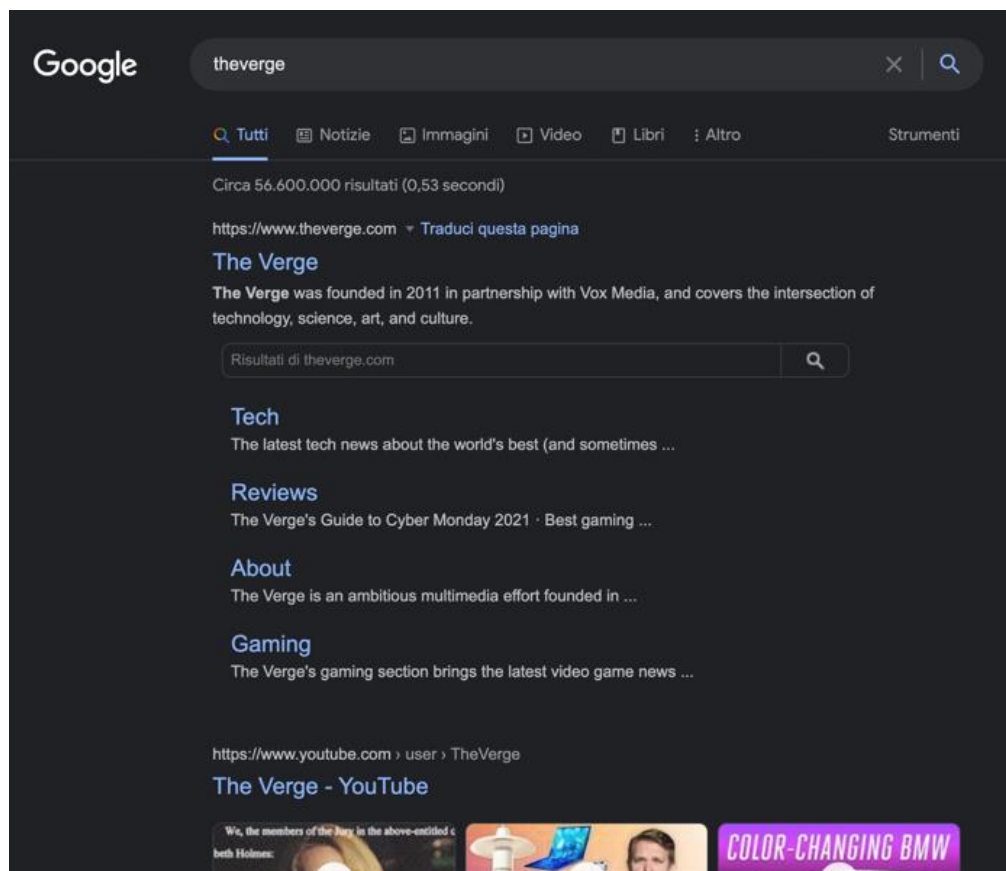 Google
theverge
Tutti Notizie Immagini Video Libri Altro Strumenti
Circa 56.600.000 risultati (0,53 secondi)
https://www.theverge.com Traduci questa pagina
The Verge
The Verge was founded in 2011 in partnership with Vox Media, and covers the intersection of
technology, science, art, and culture.
Risultati di theverge.com
Tech
The latest tech news about the world's best (and sometimes ...
Reviews
The Verge's Guide to Cyber Monday 2021 · Best gaming ...
About
The Verge is an ambitious multimedia effort founded in ...
Gaming
The Verge's gaming section brings the latest video game news ...
https://www.youtube.com › user › TheVerge
The Verge - YouTube
We, the members of the Jury in the above-entitled c
beth Holmes:
COLOR-CHANGING BMW